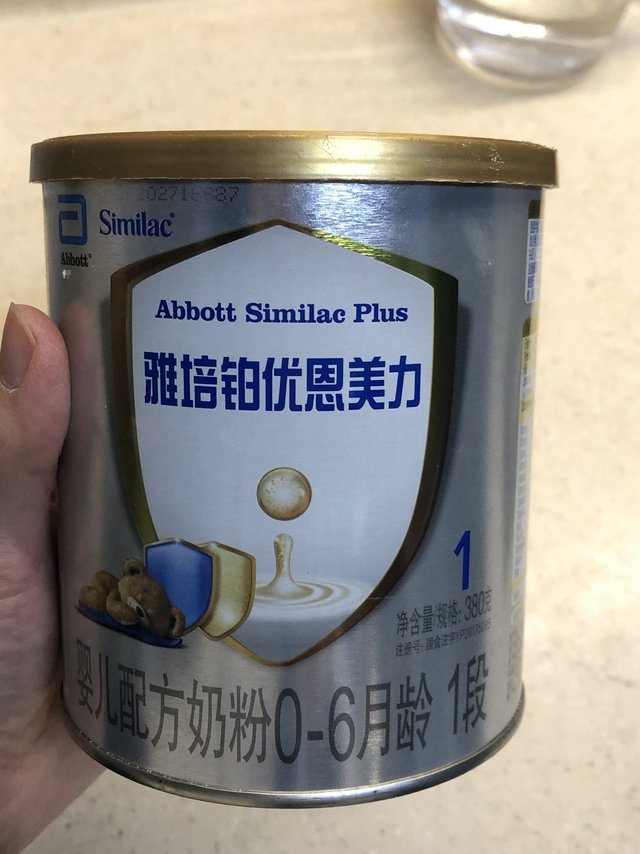 Similac®
Abbott®
Abbott Similac Plus
雅培铂优恩美力
1
净含量/规格: 380克
婴儿配方奶粉0-6月龄 1段